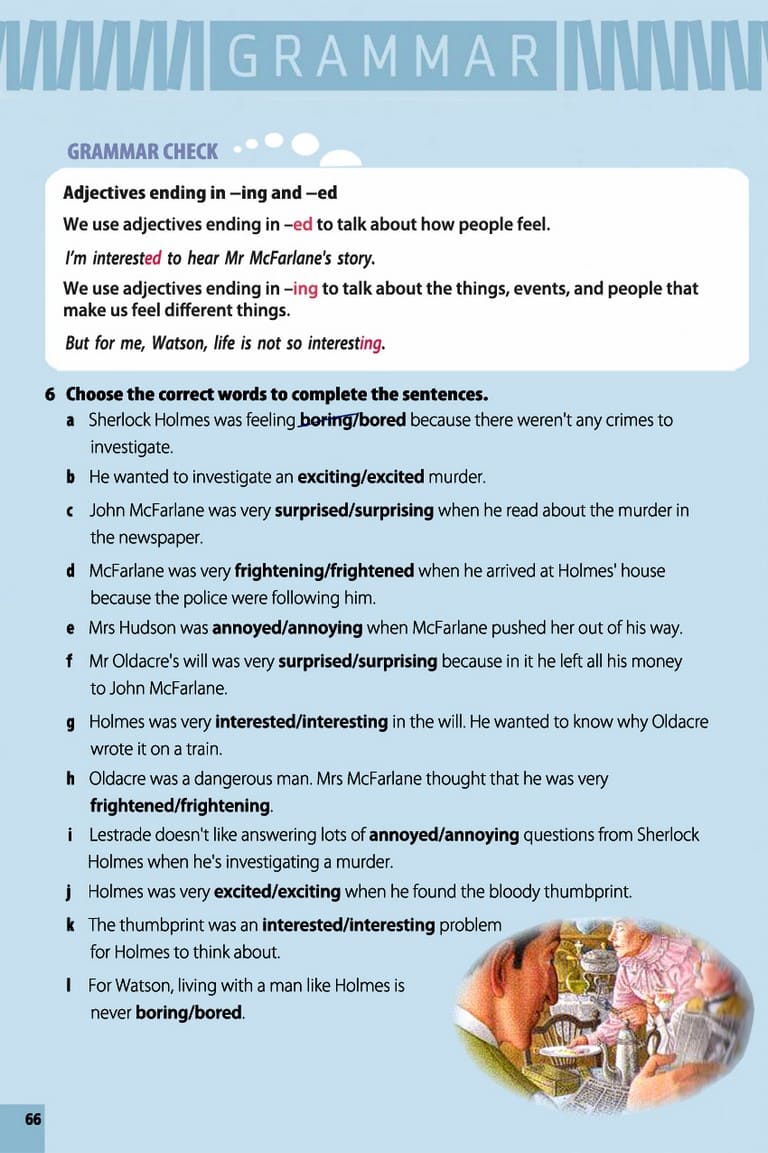 GRAMMAR
GRAMMAR CHECK
Adjectives ending in –ing and –ed
We use adjectives ending in –ed to talk about how people feel.
I'm interested to hear Mr McFarlane's story.
We use adjectives ending in –ing to talk about the things, events, and people that
make us feel different things.
But for me, Watson, life is not so interesting.
6 Choose the correct words to complete the sentences.
a Sherlock Holmes was feeling boring/bored because there weren't any crimes to
investigate.
b He wanted to investigate an exciting/excited murder.
c John McFarlane was very surprised/surprising when he read about the murder in
the newspaper.
d McFarlane was very frightening/frightened when he arrived at Holmes' house
because the police were following him.
e Mrs Hudson was annoyed/annoying when McFarlane pushed her out of his way.
f Mr Oldacre's will was very surprised/surprising because in it he left all his money
to John McFarlane.
g Holmes was very interested/interesting in the will. He wanted to know why Oldacre
wrote it on a train.
h Oldacre was a dangerous man. Mrs McFarlane thought that he was very
frightened/frightening.
i Lestrade doesn't like answering lots of annoyed/annoying questions from Sherlock
Holmes when he's investigating a murder.
j Holmes was very excited/exciting when he found the bloody thumbprint.
k The thumbprint was an interested/interesting problem
for Holmes to think about.
l For Watson, living with a man like Holmes is
never boring/bored.
66